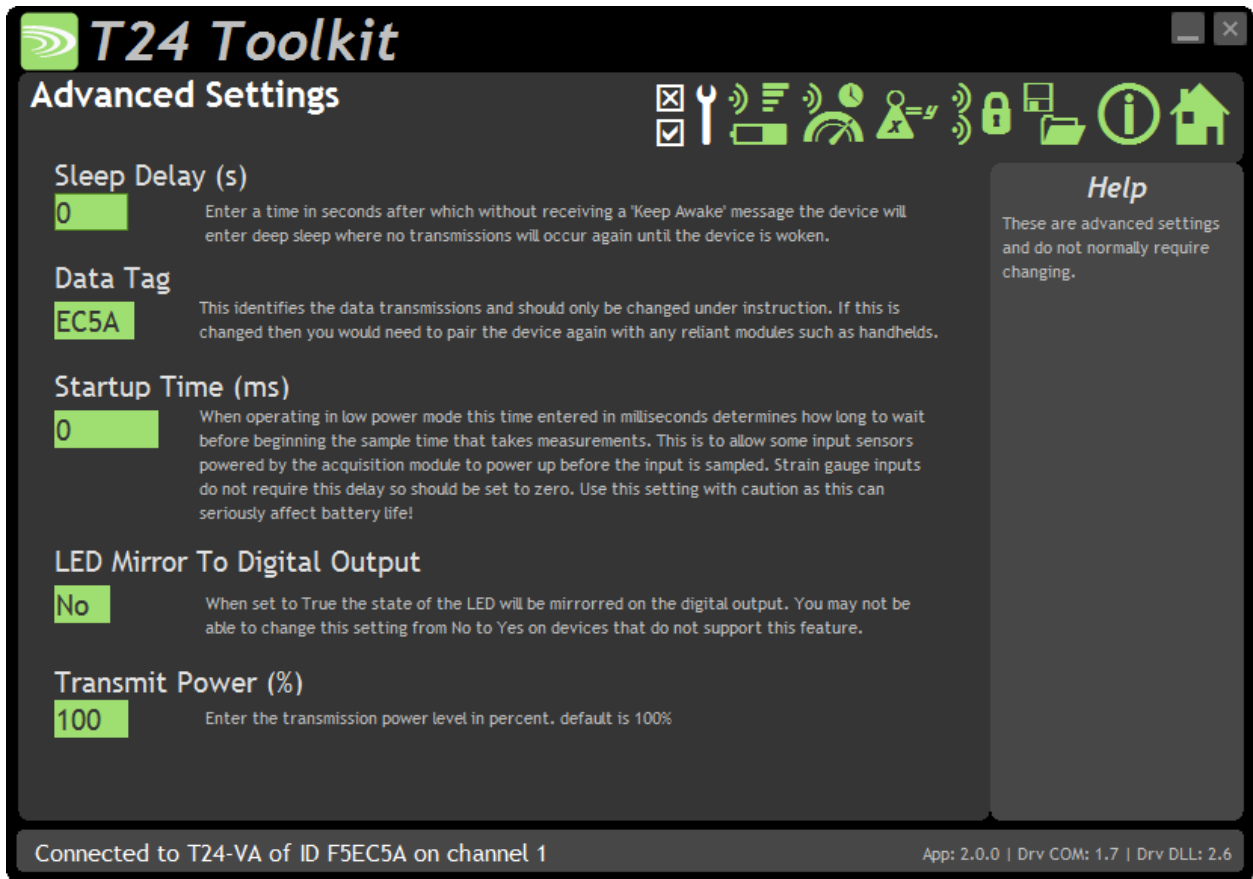 T24 Toolkit
Advanced Settings
x
=y
i
Sleep Delay (s)
0
Enter a time in seconds after which without receiving a 'Keep Awake' message the device will
enter deep sleep where no transmissions will occur again until the device is woken.
Data Tag
EC5A
This identifies the data transmissions and should only be changed under instruction. If this is
changed then you would need to pair the device again with any reliant modules such as handhelds.
Startup Time (ms)
0
When operating in low power mode this time entered in milliseconds determines how long to wait
before beginning the sample time that takes measurements. This is to allow some input sensors
powered by the acquisition module to power up before the input is sampled. Strain gauge inputs
do not require this delay so should be set to zero. Use this setting with caution as this can
seriously affect battery life!
LED Mirror To Digital Output
No
When set to True the state of the LED will be mirrorred on the digital output. You may not be
able to change this setting from No to Yes on devices that do not support this feature.
Transmit Power (%)
100
Enter the transmission power level in percent. default is 100%
Help
These are advanced settings
and do not normally require
changing.
Connected to T24-VA of ID F5EC5A on channel 1
App: 2.0.0 | Drv COM: 1.7 | Drv DLL: 2.6